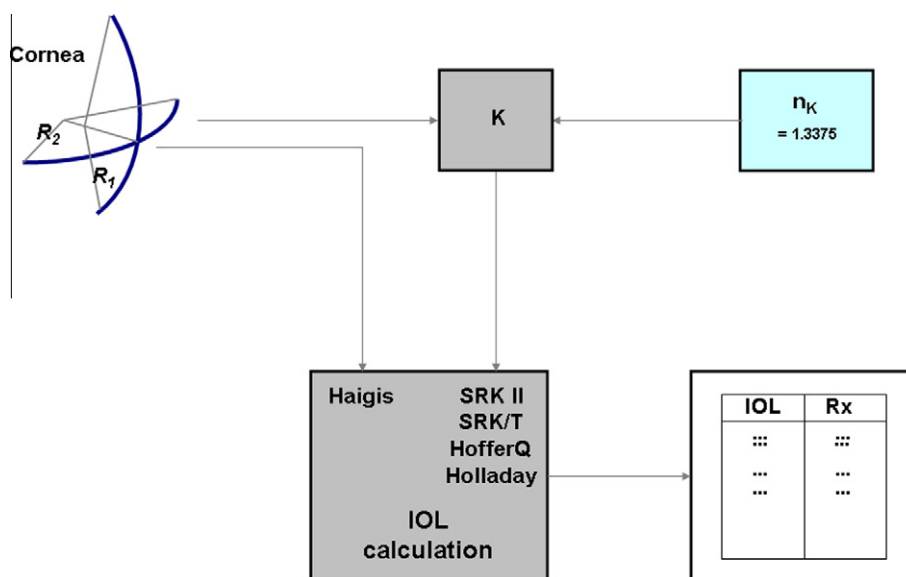 Cornea
R2
R1
K
nK
= 1.3375
Haigis
SRK II
SRK/T
HofferQ
Holladay
IOL
calculation
IOL Rx
::: :::
... ...
... ...